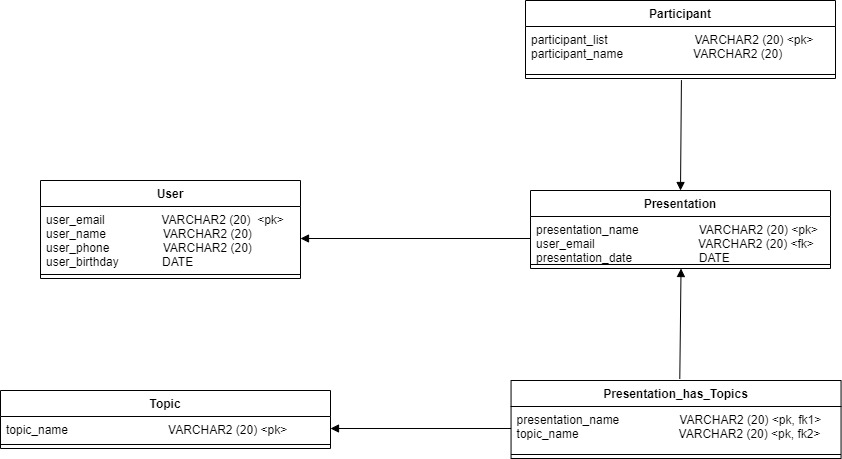 Participant
participant_list VARCHAR2 (20) <pk>
participant_name VARCHAR2 (20)
User
user_email VARCHAR2 (20) <pk>
user_name VARCHAR2 (20)
user_phone VARCHAR2 (20)
user_birthday DATE
Presentation
presentation_name VARCHAR2 (20) <pk>
user_email VARCHAR2 (20) <fk>
presentation_date DATE
Topic
topic_name VARCHAR2 (20) <pk>
Presentation_has_Topics
presentation_name VARCHAR2 (20) <pk, fk1>
topic_name VARCHAR2 (20) <pk, fk2>